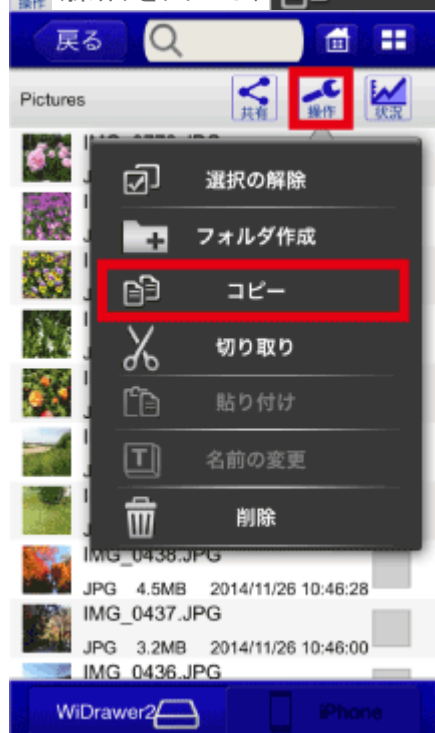 操作
戻る
Pictures
共有
操作
状況
選択の解除
フォルダ作成
コピー
切り取り
貼り付け
名前の変更
削除
IMG_0438.JPG
JPG 4.5MB 2014/11/26 10:46:28
IMG_0437.JPG
JPG 3.2MB 2014/11/26 10:46:00
IMG_0436.JPG
WiDrawer2
iPhone